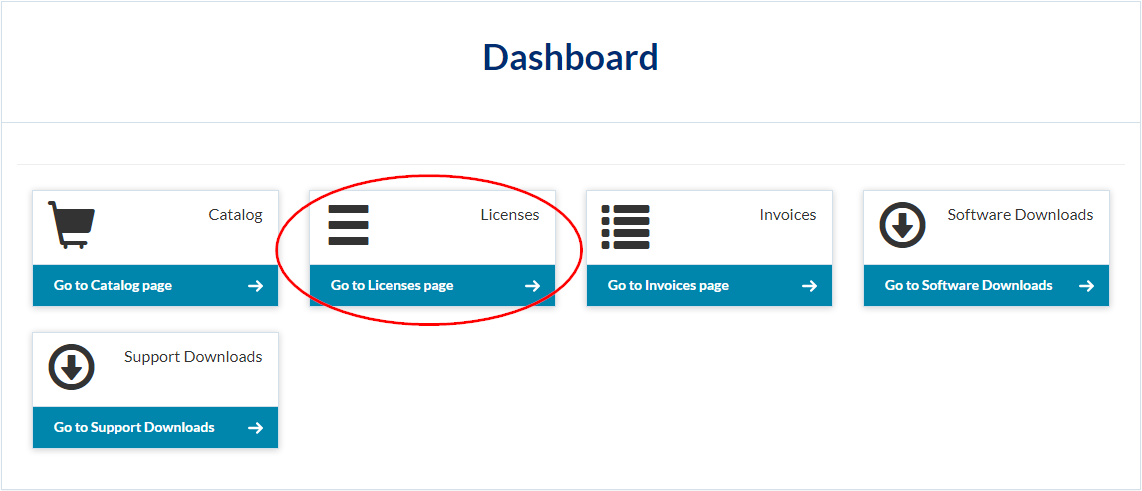 Dashboard
Catalog
Go to Catalog page
Licenses
Go to Licenses page
Invoices
Go to Invoices page
Software Downloads
Go to Software Downloads
Support Downloads
Go to Support Downloads